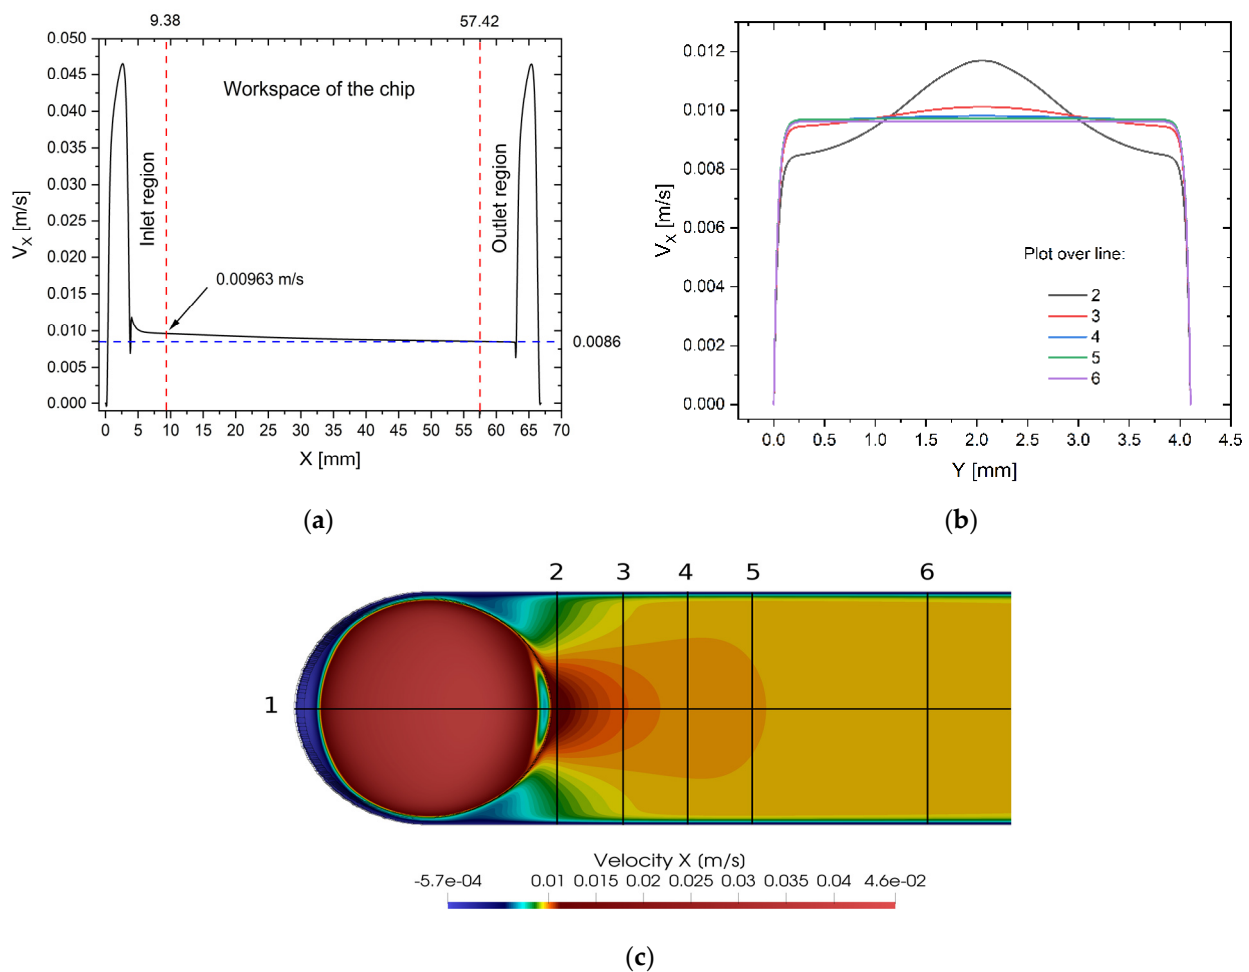 9.38 57.42
0.050
0.045
0.040
0.035
0.030
0.025
0.020
0.015
0.010
0.005
0.000
Vx [m/s]
Workspace of the chip
Inlet region
Outlet region
0.00963 m/s
0.0086
0 5 10 15 20 25 30 35 40 45 50 55 60 65 70
X [mm]
(a)
0.012
0.010
0.008
0.006
0.004
0.002
0.000
Vx [m/s]
Plot over line:
2
3
4
5
6
0.0 0.5 1.0 1.5 2.0 2.5 3.0 3.5 4.0 4.5
Y [mm]
(b)
2 3 4 5 6
1
Velocity X [m/s]
-5.7e-04 0.01 0.015 0.02 0.025 0.03 0.035 0.04 4.6e-02
(c)